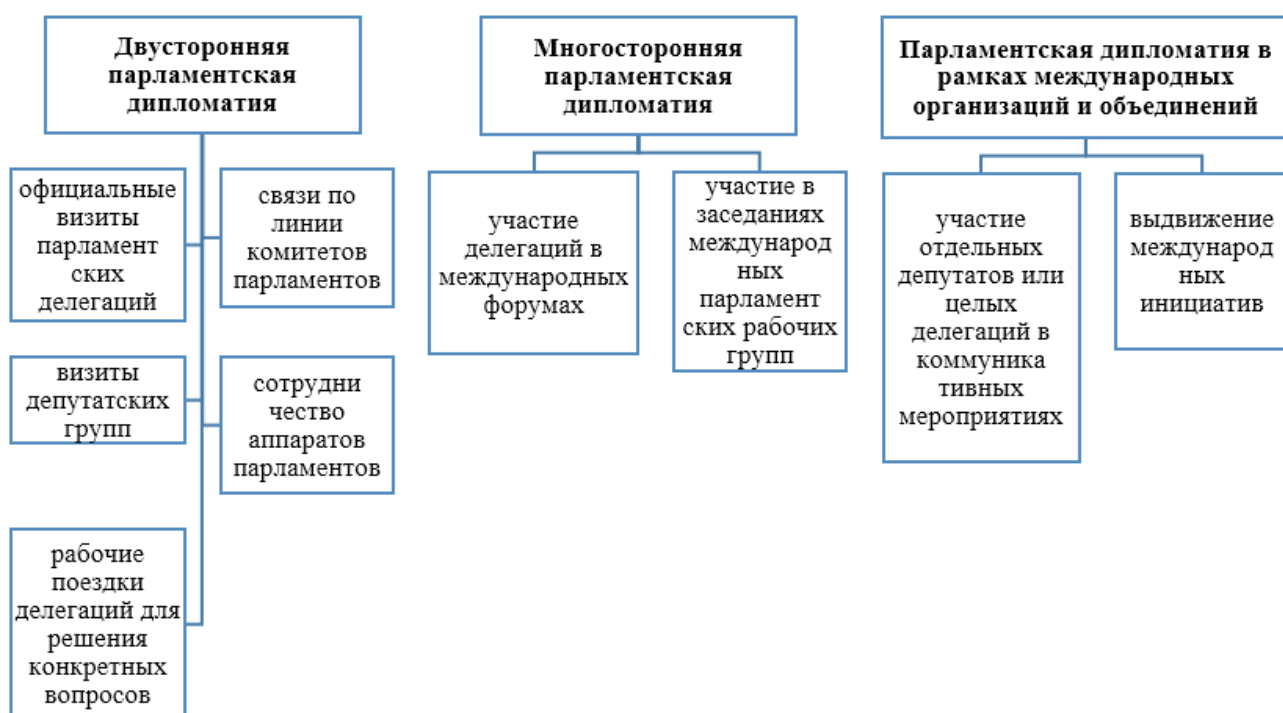 Двусторонняя
парламентская
дипломатия
официальные
визиты
парламент
ских
делегаций
связи по
линии
комитетов
парламентов
визиты
депутатских
групп
сотрудни
чество
аппаратов
парламентов
рабочие
поездки
делегаций для
решения
конкретных
вопросов
Многосторонняя
парламентская
дипломатия
участие
делегаций в
международных
форумах
участие в
заседаниях
международ
ных
парламент
ских рабочих
групп
Парламентская дипломатия в
рамках международных
организаций и объединений
участие
отдельных
депутатов или
целых
делегаций в
коммуника
тивных
мероприятиях
выдвижение
международ
ных
инициатив